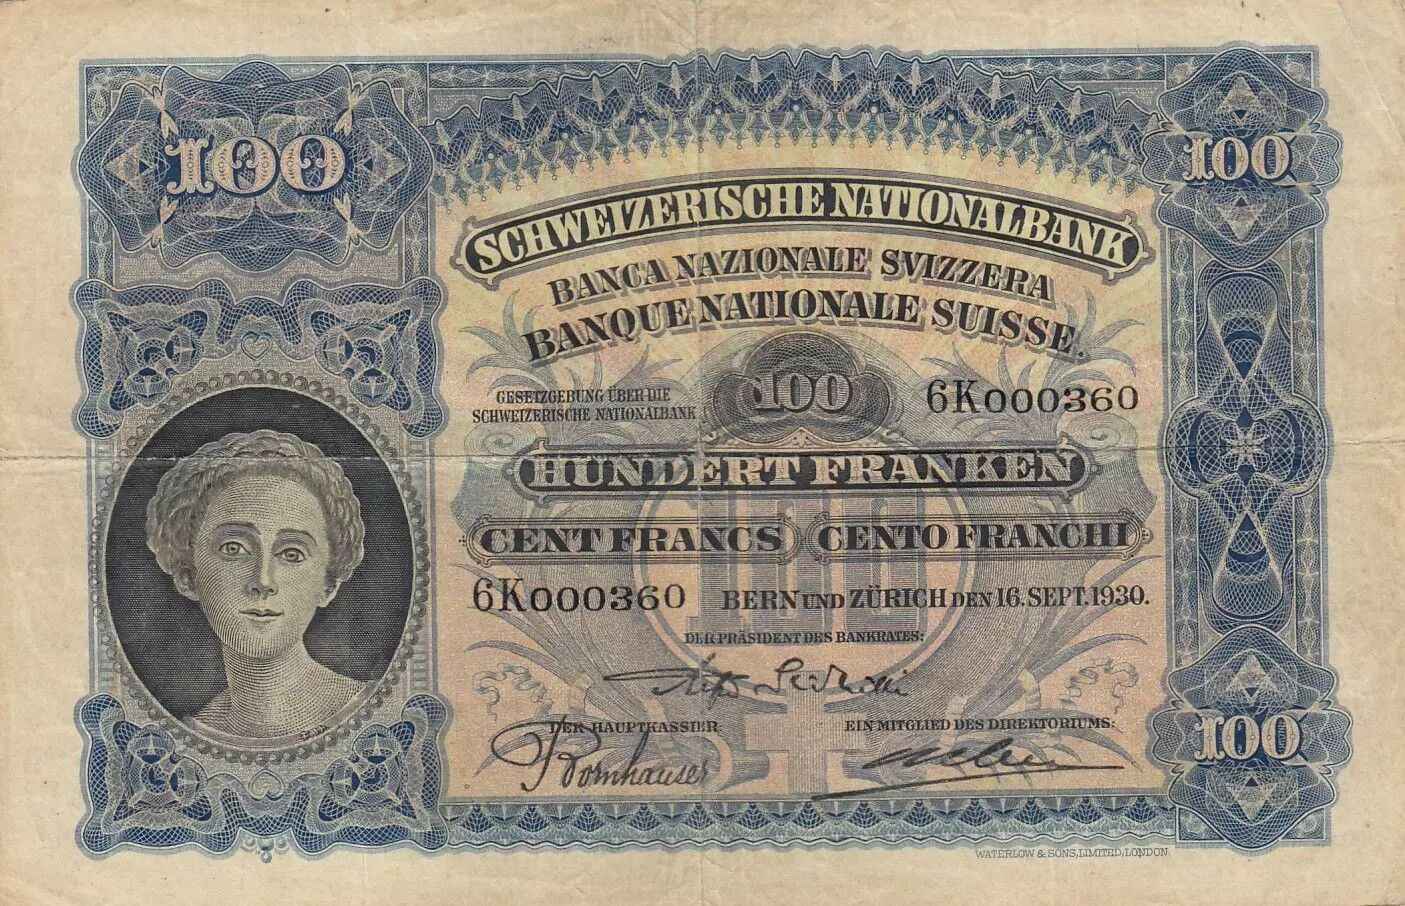 100
100
SCHWEIZERISCHE NATIONALBANK
BANCA NAZIONALE SVIZZERA
BANQUE NATIONALE SUISSE.
GESETZGEBUNG ÜBER DIE
SCHWEIZERISCHE NATIONALBANK
100
6K000360
HUNDERT FRANKEN
CENT FRANCS CENTO FRANCHI
100
6K000360 BERN UND ZÜRICH DEN 16. SEPT. 1930.
DER PRÄSIDENT DES BANKRATES:
DER HAUPTKASSIER
EIN MITGLIED DES DIREKTORIUMS:
Bornhauser
100
WATERLOW & SONS, LIMITED, LONDON.